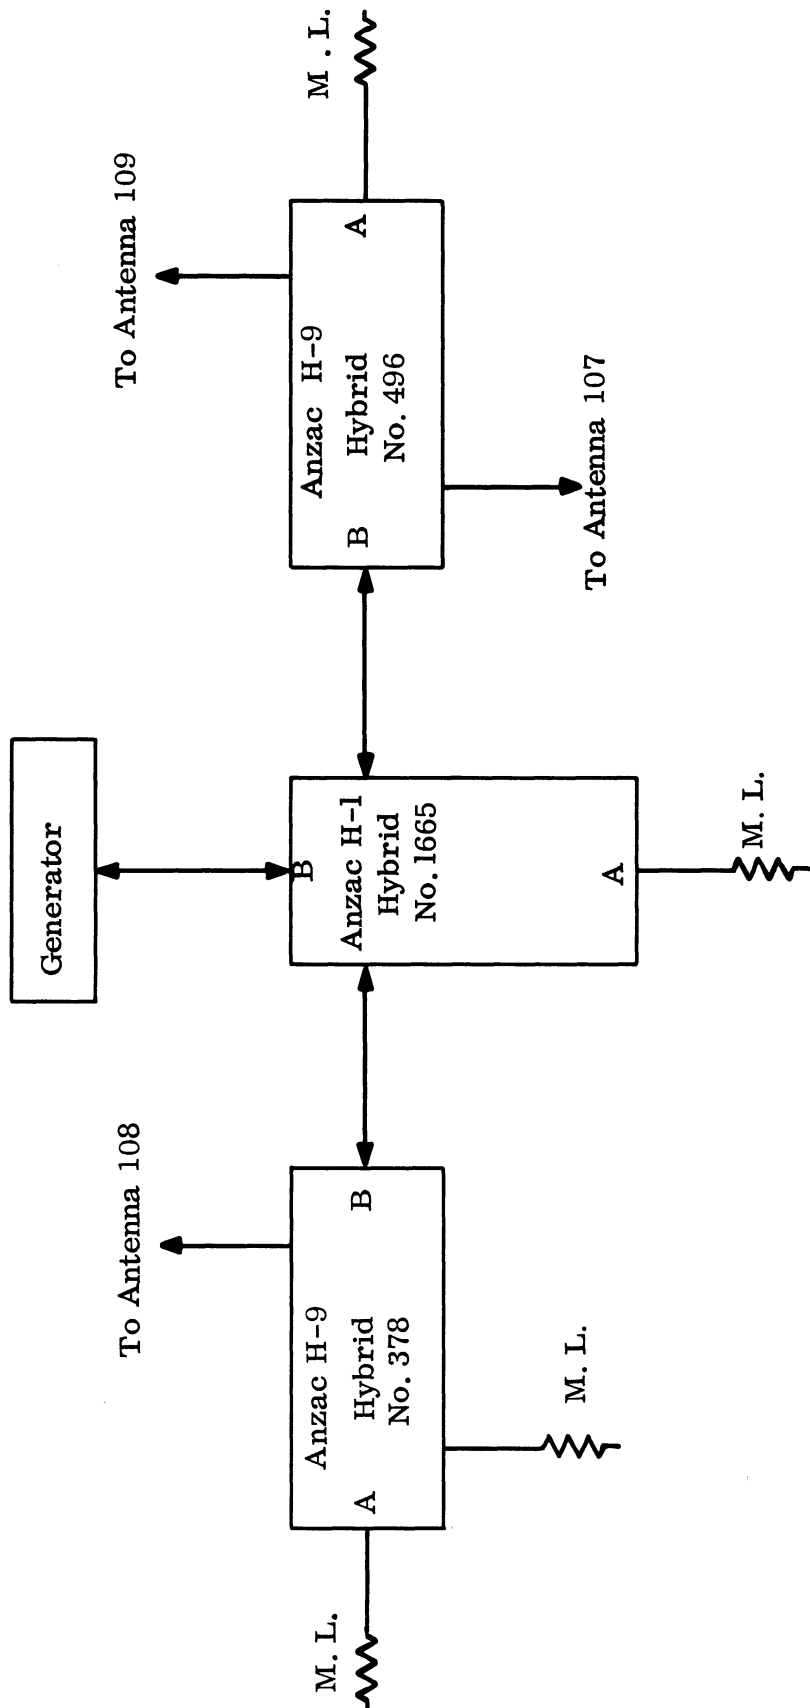 Generator
To Antenna 108
To Antenna 109
M. L.
A
Anzac H-9
Hybrid
No. 378
B
M. L.
B
Anzac H-1
Hybrid
No. 1665
A
M. L.
B
Anzac H-9
Hybrid
No. 496
A
M. L.
To Antenna 107